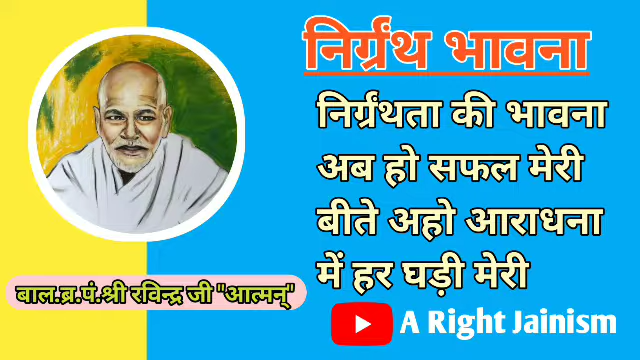 निर्ग्रंथ भावना
निर्ग्रंथता की भावना
अब हो सफल मेरी
बीते अहो आराधना
में हर घड़ी मेरी
बाल.ब्र.पं.श्री रविन्द्र जी "आत्मन्"
A Right Jainism